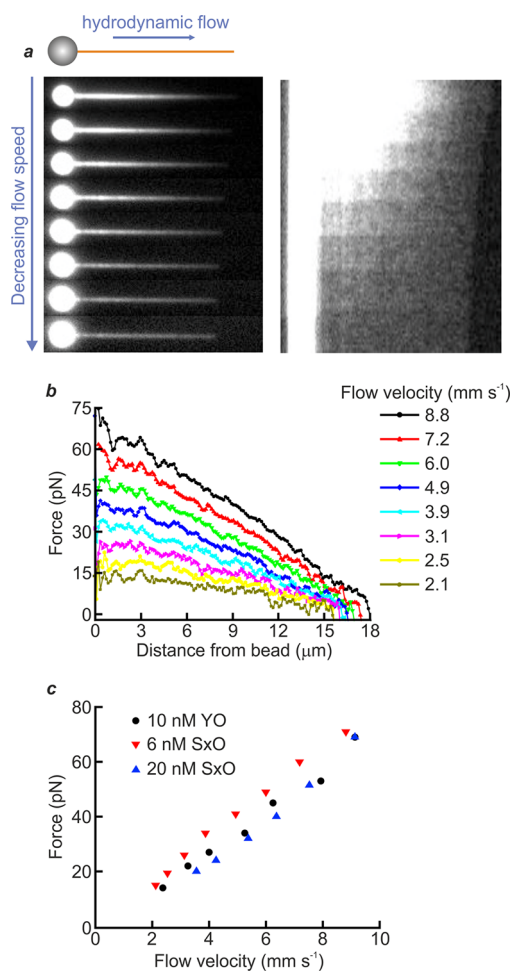 hydrodynamic flow
a
Decreasing flow speed
b
Flow velocity (mm s-1)
75
60
45
30
15
0
Force (pN)
0 3 6 9 12 15 18
Distance from bead (μm)
8.8
7.2
6.0
4.9
3.9
3.1
2.5
2.1
c
80
60
40
20
0
Force (pN)
10 nM YO
6 nM SxO
20 nM SxO
0 2 4 6 8 10
Flow velocity (mm s-1)